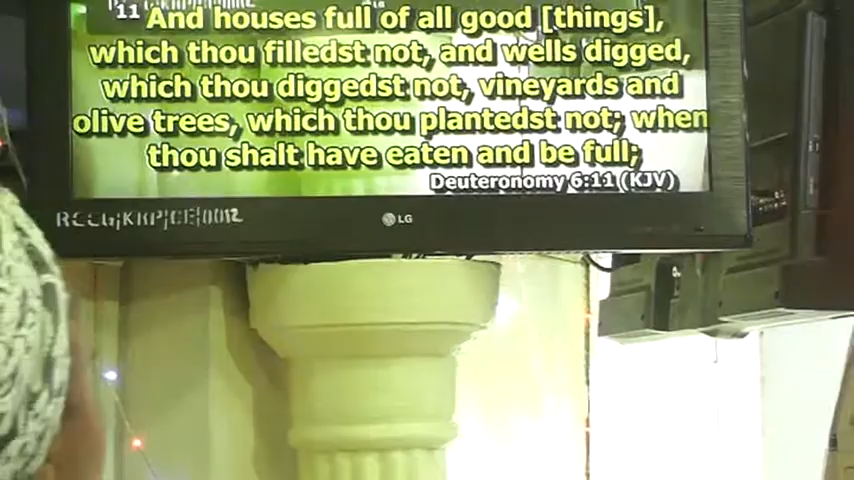 11 And houses full of all good [things],
which thou filledst not, and wells digged,
which thou diggedst not, vineyards and
olive trees, which thou plantedst not; when
thou shalt have eaten and be full;
Deuteronomy 6:11 (KJV)
LG